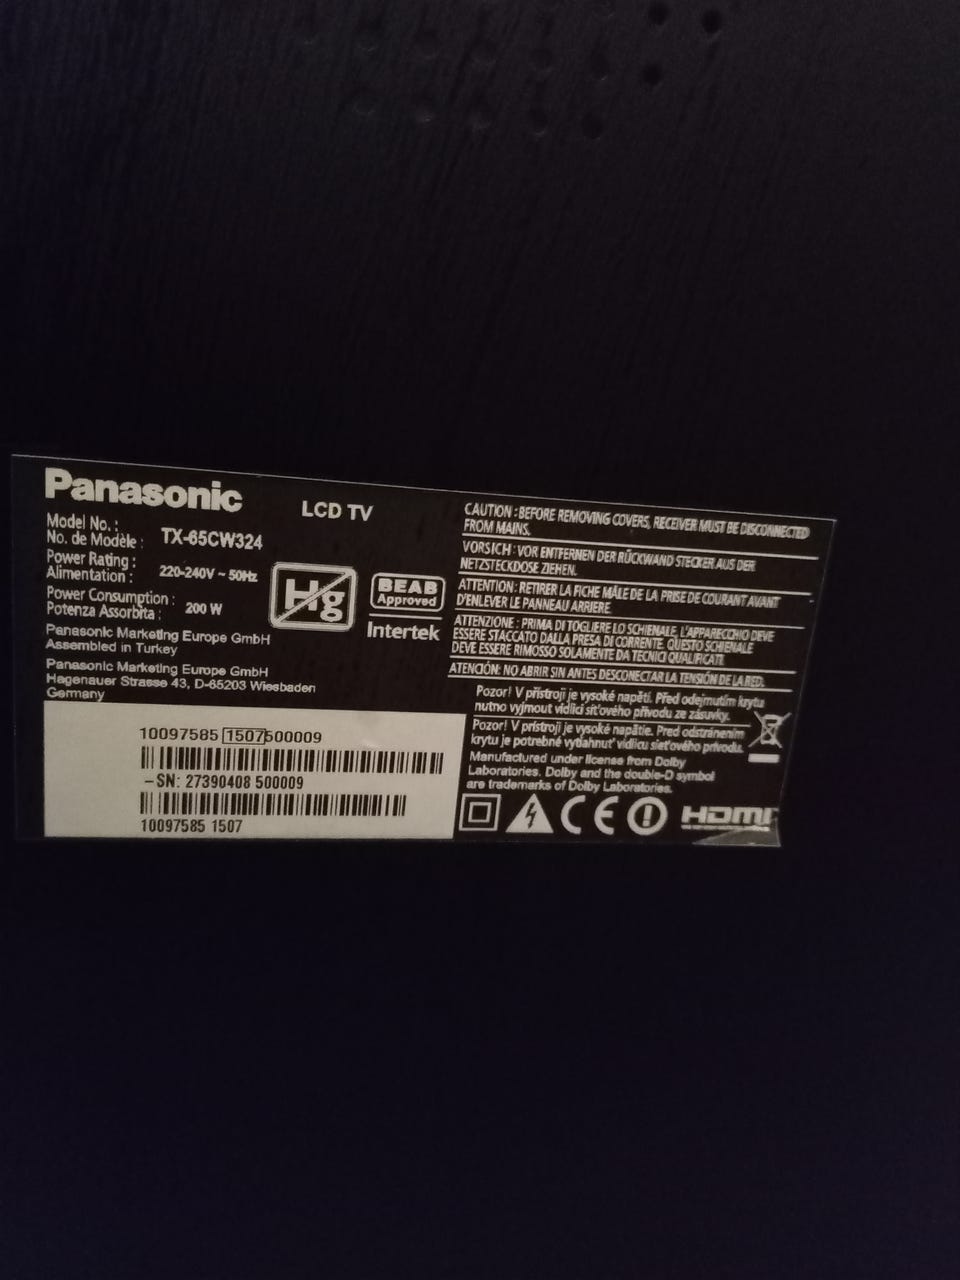 Panasonic
LCD TV
Model No. :
No. de Modèle : TX-65CW324
Power Rating :
Alimentation : 220-240V ~ 50Hz
Power Consumption :
Potenza Assorbita : 200 W
Panasonic Marketing Europe GmbH
Assembled in Turkey
Panasonic Marketing Europe GmbH
Hagenauer Strasse 43, D-65203 Wiesbaden
Germany
Hg
BEAB
Approved
Intertek
10097585 1507500009
-SN: 27390408 500009
10097585 1507
CAUTION : BEFORE REMOVING COVERS, RECEIVER MUST BE DISCONNECTED
FROM MAINS.
VORSICH : VOR ENTFERNEN DER RÜCKWAND STECKER AUS DER
NETZSTECKDOSE ZIEHEN.
ATTENTION : RETIRER LA FICHE MÂLE DE LA PRISE DE COURANT AVANT
D'ENLEVER LE PANNEAU ARRIERE.
ATTENZIONE : PRIMA DI TOGLIERE LO SCHIENALE, L'APPARECCHIO DEVE
ESSERE STACCATO DALLA PRESA DI CORRENTE. QUESTO SCHIENALE
DEVE ESSERE RIMOSSO SOLAMENTE DA TECNICI QUALIFICATI.
ATENCIÓN: NO ABRIR SIN ANTES DESCONECTAR LA TENSIÓN DE LA RED.
Pozor! V přístroji je vysoké napětí. Před odejmutím krytu
nutno vyjmout vidlici síťového přívodu ze zásuvky.
Pozor! V prístroji je vysoké napätie. Pred odstránením
krytu je potrebné vytiahnuť vidlicu sieťového prívodu.
Manufactured under license from Dolby
Laboratories. Dolby and the double-D symbol
are trademarks of Dolby Laboratories.
CE
HDMI